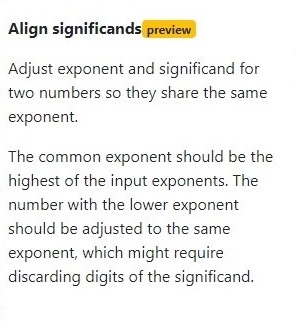 Align significands preview
Adjust exponent and significand for
two numbers so they share the same
exponent.
The common exponent should be the
highest of the input exponents. The
number with the lower exponent
should be adjusted to the same
exponent, which might require
discarding digits of the significand.